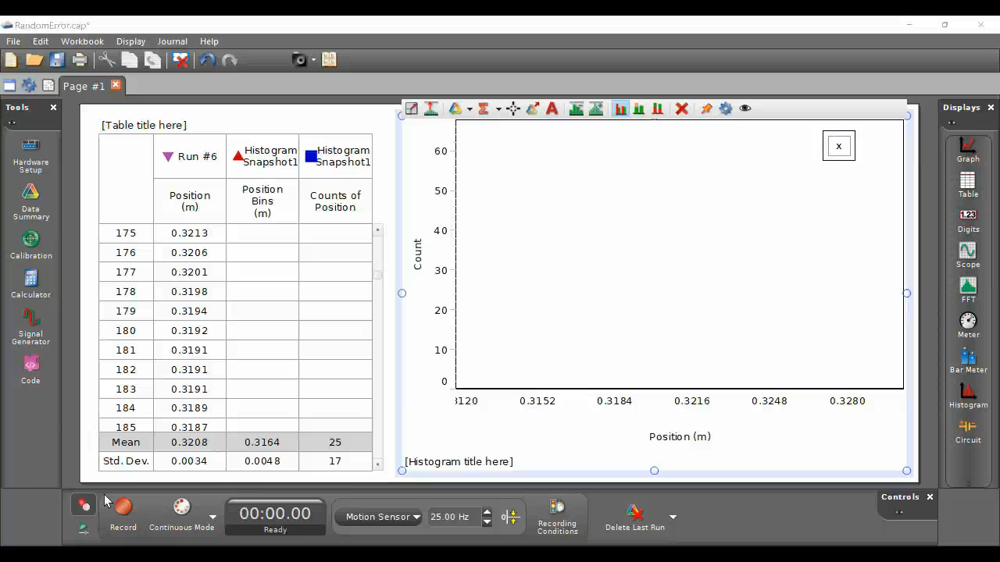 RandomError.cap*
File Edit Workbook Display Journal Help
Page #1
Tools
Hardware Setup
Data Summary
Calibration
Calculator
Signal Generator
Code
[Table title here]
Run #6 Histogram Snapshot1 Histogram Snapshot1
Position (m) Position Bins (m) Counts of Position
175 0.3213
176 0.3206
177 0.3201
178 0.3198
179 0.3194
180 0.3192
181 0.3191
182 0.3191
183 0.3191
184 0.3189
185 0.3187
Mean 0.3208 0.3164 25
Std. Dev. 0.0034 0.0048 17
A
x
60
50
40
30
20
10
0
Count
3120 0.3152 0.3184 0.3216 0.3248 0.3280
Position (m)
[Histogram title here]
Displays
Graph
Table
1.23
Digits
Scope
FFT
Meter
Bar Meter
Histogram
Circuit
Record
Continuous Mode
00:00.00
Ready
Motion Sensor
25.00 Hz
0
Recording Conditions
Delete Last Run
Controls